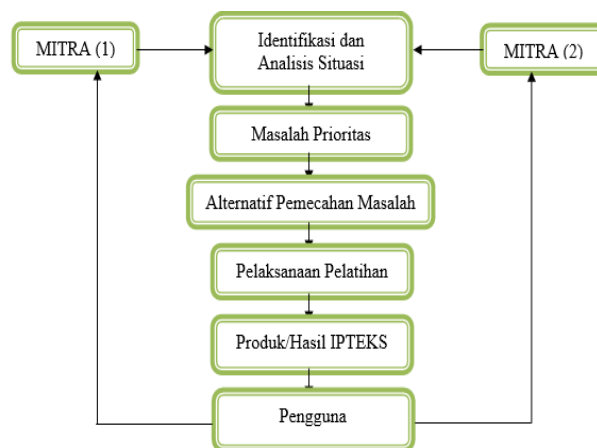 MITRA (1)
Identifikasi dan
Analisis Situasi
MITRA (2)
Masalah Prioritas
Alternatif Pemecahan Masalah
Pelaksanaan Pelatihan
Produk/Hasil IPTEKS
Pengguna